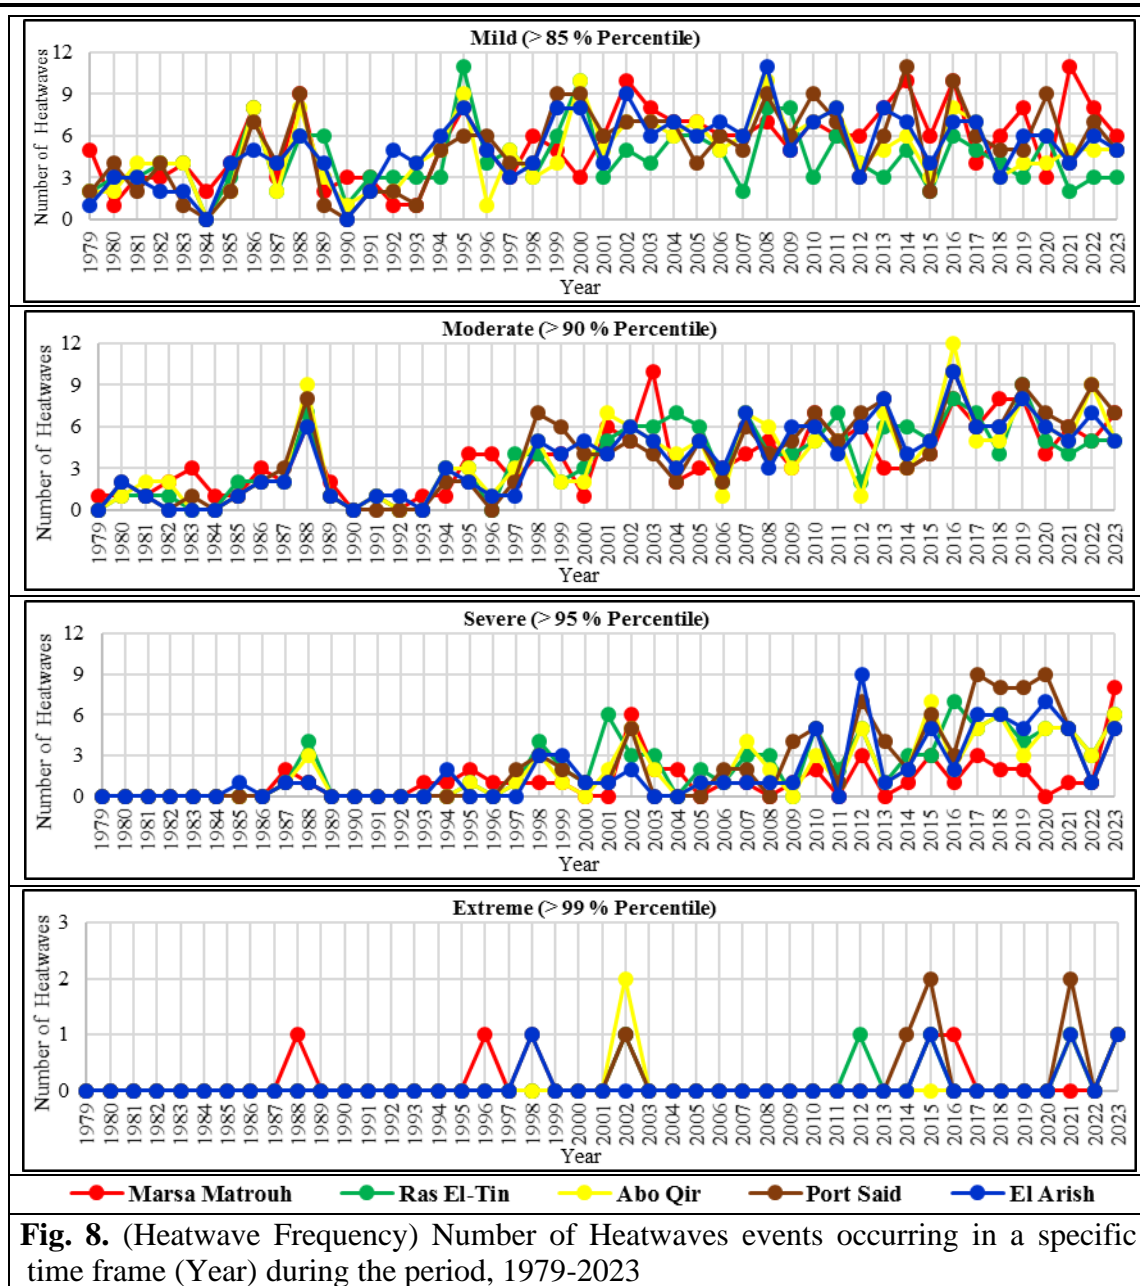 Mild (> 85 % Percentile)
Number of Heatwaves
12
9
6
3
0
1979 1980 1981 1982 1983 1984 1985 1986 1987 1988 1989 1990 1991 1992 1993 1994 1995 1996 1997 1998 1999 2000 2001 2002 2003 2004 2005 2006 2007 2008 2009 2010 2011 2012 2013 2014 2015 2016 2017 2018 2019 2020 2021 2022 2023
Year
Moderate (> 90 % Percentile)
Number of Heatwaves
12
9
6
3
0
1979 1980 1981 1982 1983 1984 1985 1986 1987 1988 1989 1990 1991 1992 1993 1994 1995 1996 1997 1998 1999 2000 2001 2002 2003 2004 2005 2006 2007 2008 2009 2010 2011 2012 2013 2014 2015 2016 2017 2018 2019 2020 2021 2022 2023
Year
Severe (> 95 % Percentile)
Number of Heatwaves
12
9
6
3
0
1979 1980 1981 1982 1983 1984 1985 1986 1987 1988 1989 1990 1991 1992 1993 1994 1995 1996 1997 1998 1999 2000 2001 2002 2003 2004 2005 2006 2007 2008 2009 2010 2011 2012 2013 2014 2015 2016 2017 2018 2019 2020 2021 2022 2023
Year
Extreme (> 99 % Percentile)
Number of Heatwaves
3
2
1
0
1979 1980 1981 1982 1983 1984 1985 1986 1987 1988 1989 1990 1991 1992 1993 1994 1995 1996 1997 1998 1999 2000 2001 2002 2003 2004 2005 2006 2007 2008 2009 2010 2011 2012 2013 2014 2015 2016 2017 2018 2019 2020 2021 2022 2023
Year
Marsa Matrouh Ras El-Tin Abo Qir Port Said El Arish
Fig. 8. (Heatwave Frequency) Number of Heatwaves events occurring in a specific
time frame (Year) during the period, 1979-2023